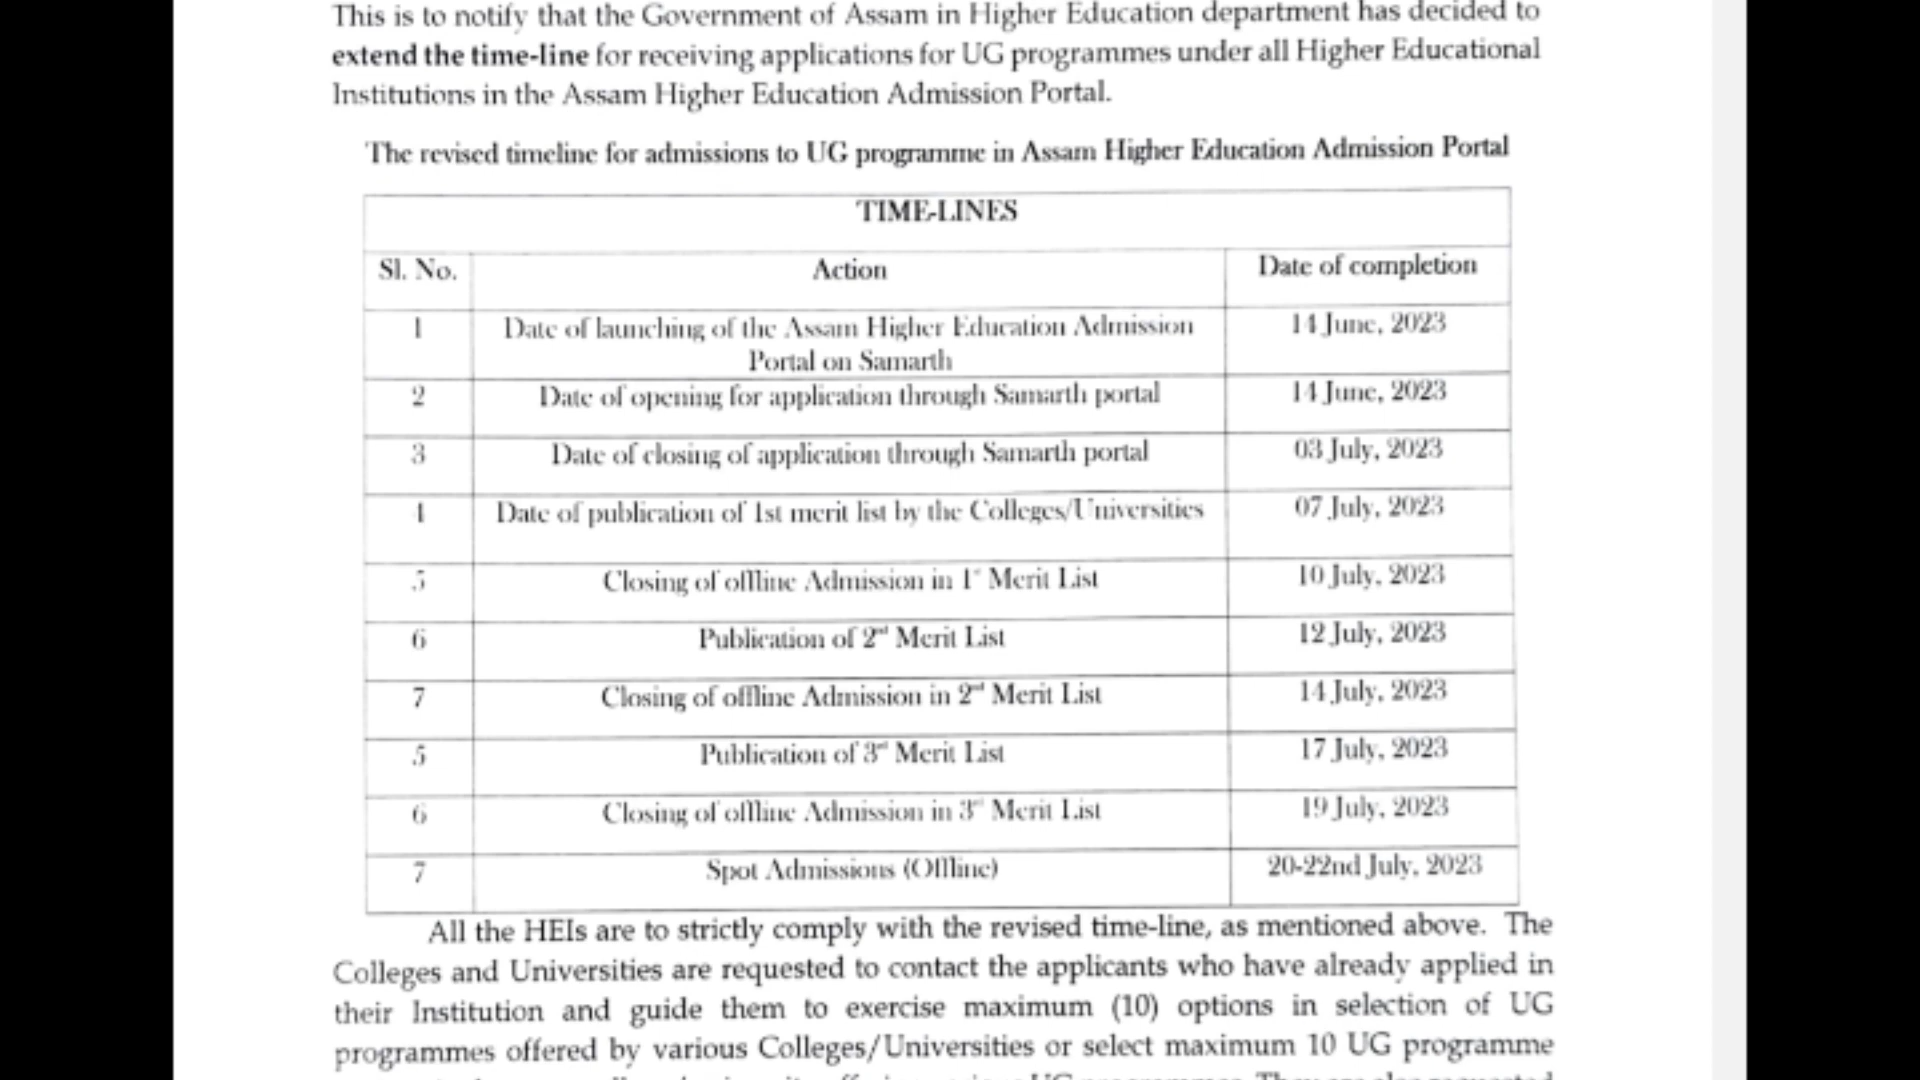 This is to notify that the Government of Assam in Higher Education department has decided to
extend the time-line for receiving applications for UG programmes under all Higher Educational
Institutions in the Assam Higher Education Admission Portal.
The revised timeline for admissions to UG programme in Assam Higher Education Admission Portal
TIME-LINES
Sl. No. Action Date of completion
1 Date of launching of the Assam Higher Education Admission 14 June, 2023
Portal on Samarth
2 Date of opening for application through Samarth portal 14 June, 2023
3 Date of closing of application through Samarth portal 03 July, 2023
4 Date of publication of 1st merit list by the Colleges/Universities 07 July, 2023
5 Closing of offline Admission in 1st Merit List 10 July, 2023
6 Publication of 2nd Merit List 12 July, 2023
7 Closing of offline Admission in 2nd Merit List 14 July, 2023
5 Publication of 3rd Merit List 17 July, 2023
6 Closing of offline Admission in 3rd Merit List 19 July, 2023
7 Spot Admissions (Offline) 20-22nd July, 2023
All the HEIs are to strictly comply with the revised time-line, as mentioned above. The
Colleges and Universities are requested to contact the applicants who have already applied in
their Institution and guide them to exercise maximum (10) options in selection of UG
programmes offered by various Colleges/Universities or select maximum 10 UG programme